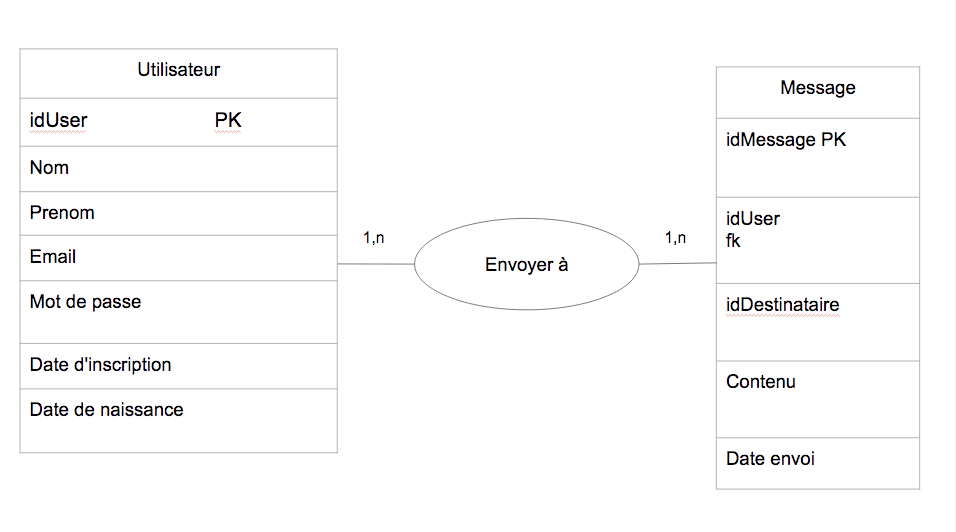 Utilisateur
idUser PK
Nom
Prenom
Email
Mot de passe
Date d'inscription
Date de naissance
1,n
Envoyer à
1,n
Message
idMessage PK
idUser
fk
idDestinataire
Contenu
Date envoi